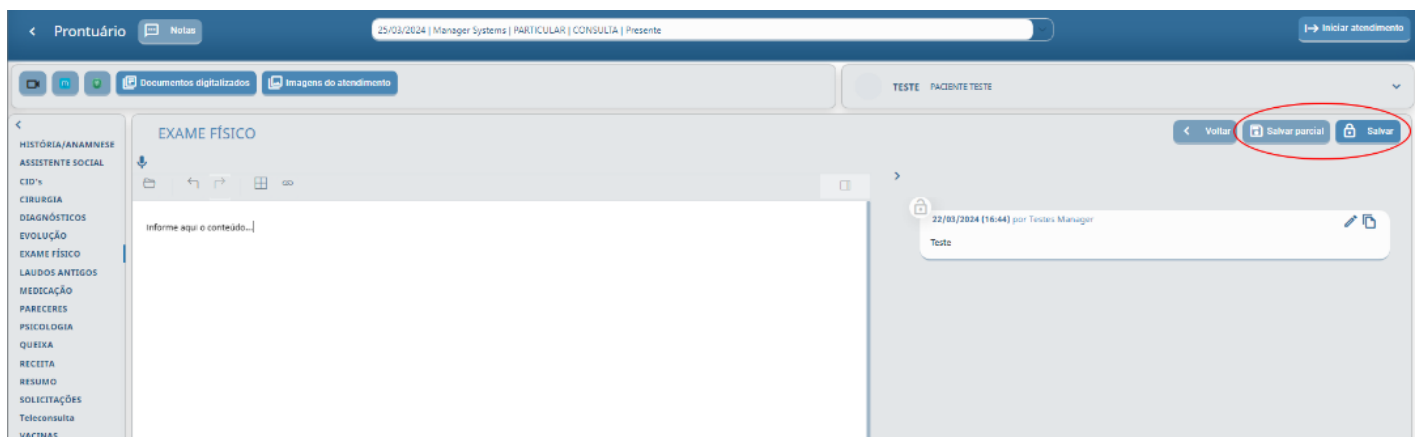 Prontuário
Notas
25/03/2024 | Manager Systems | PARTICULAR | CONSULTA | Presente
Iniciar atendimento
Documentos digitalizados
Imagens do atendimento
TESTE PACIENTE TESTE
HISTÓRIA/ANAMNESE
ASSISTENTE SOCIAL
CID's
CIRURGIA
DIAGNÓSTICOS
EVOLUÇÃO
EXAME FÍSICO
LAUDOS ANTIGOS
MEDICAÇÃO
PARECERES
PSICOLOGIA
QUEIXA
RECEITA
RESUMO
SOLICITAÇÕES
Teleconsulta
VACINAS
EXAME FÍSICO
Voltar
Salvar parcial
Salvar
Informe aqui o conteúdo...
22/03/2024 (16:44) por Testes Manager
Teste